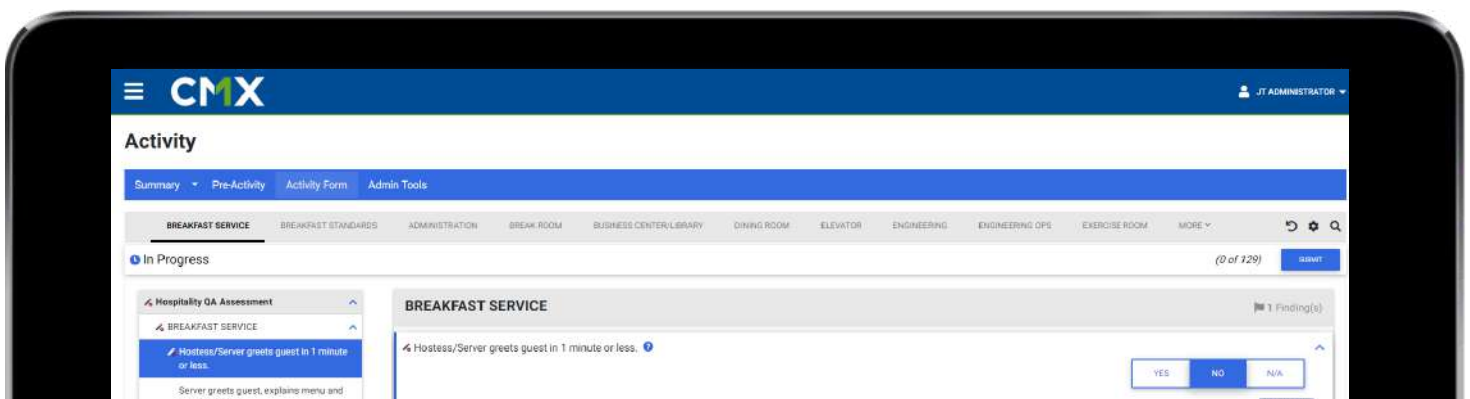 CMX
JT ADMINISTRATOR
Activity
Summary Pre-Activity Activity Form Admin Tools
BREAKFAST SERVICE BREAKFAST STANDARDS ADMINISTRATION BREAK ROOM BUSINESS CENTER/LIBRARY DINING ROOM ELEVATOR ENGINEERING ENGINEERING OPS EXERCISE ROOM MORE
In Progress (0 of 129) SUBMIT
Hospitality QA Assessment
BREAKFAST SERVICE
Hostess/Server greets guest in 1 minute
or less.
Server greets guest, explains menu and
BREAKFAST SERVICE 1 Finding(s)
Hostess/Server greets guest in 1 minute or less.
YES NO N/A